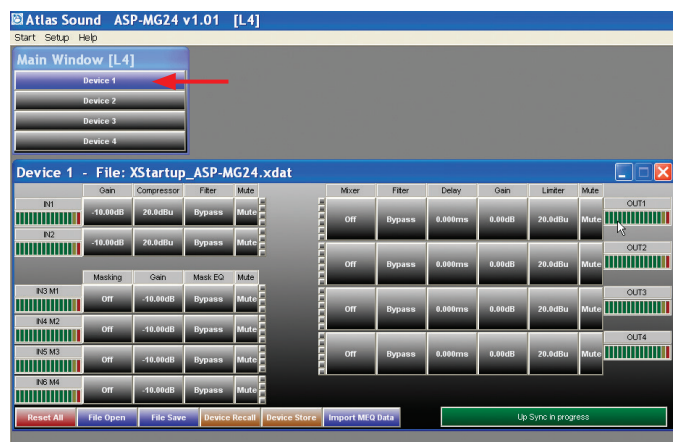 Atlas Sound ASP-MG24 v1.01 [L4]
Start Setup Help
Main Window [L4]
Device 1
Device 2
Device 3
Device 4
Device 1 - File: XStartup_ASP-MG24.xdat
Gain Compressor Filter Mute Mixer Filter Delay Gain Limiter Mute
IN1 -10.00dB 20.0dBu Bypass Mute Off Bypass 0.000ms 0.00dB 20.0dBu Mute OUT1
IN2 -10.00dB 20.0dBu Bypass Mute Off Bypass 0.000ms 0.00dB 20.0dBu Mute OUT2
Masking Gain Mask EQ Mute
IN3 M1 Off -10.00dB Bypass Mute Off Bypass 0.000ms 0.00dB 20.0dBu Mute OUT3
IN4 M2 Off -10.00dB Bypass Mute
IN5 M3 Off -10.00dB Bypass Mute Off Bypass 0.000ms 0.00dB 20.0dBu Mute OUT4
IN6 M4 Off -10.00dB Bypass Mute
Reset All File Open File Save Device Recall Device Store Import MEQ Data Up Sync in progress